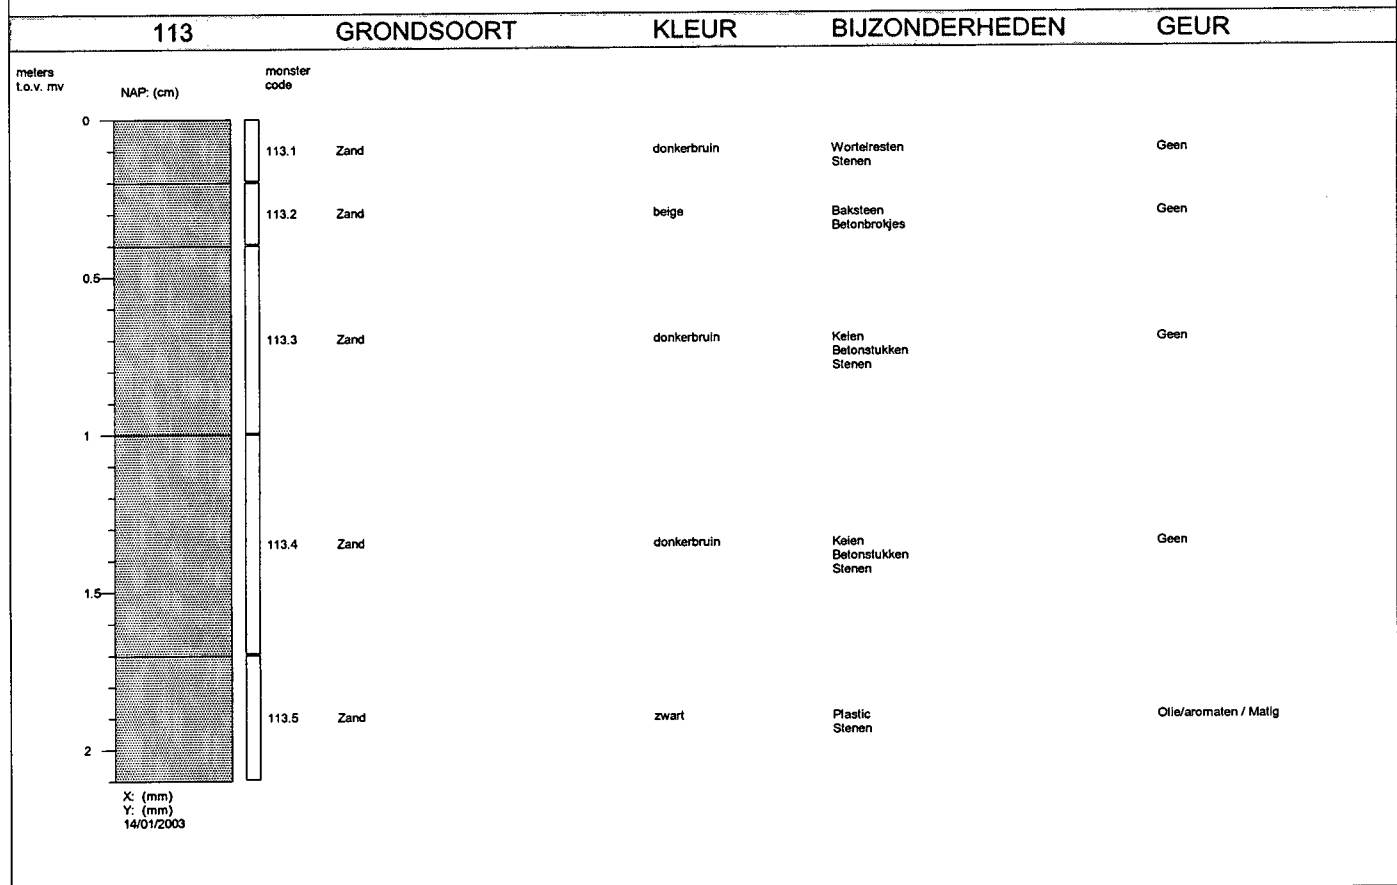 113 GRONDSOORT KLEUR BIJZONDERHEDEN GEUR
meters
t.o.v. mv
NAP: (cm)
monster
code
0
113.1 Zand donkerbruin Wortelresten Geen
Stenen
113.2 Zand beige Baksteen Geen
Betonbrokjes
0.5
113.3 Zand donkerbruin Keien Geen
Betonstukken
Stenen
1
113.4 Zand donkerbruin Keien Geen
Betonstukken
Stenen
1.5
113.5 Zand zwart Plastic Olie/aromaten / Matig
Stenen
2
X: (mm)
Y: (mm)
14/01/2003